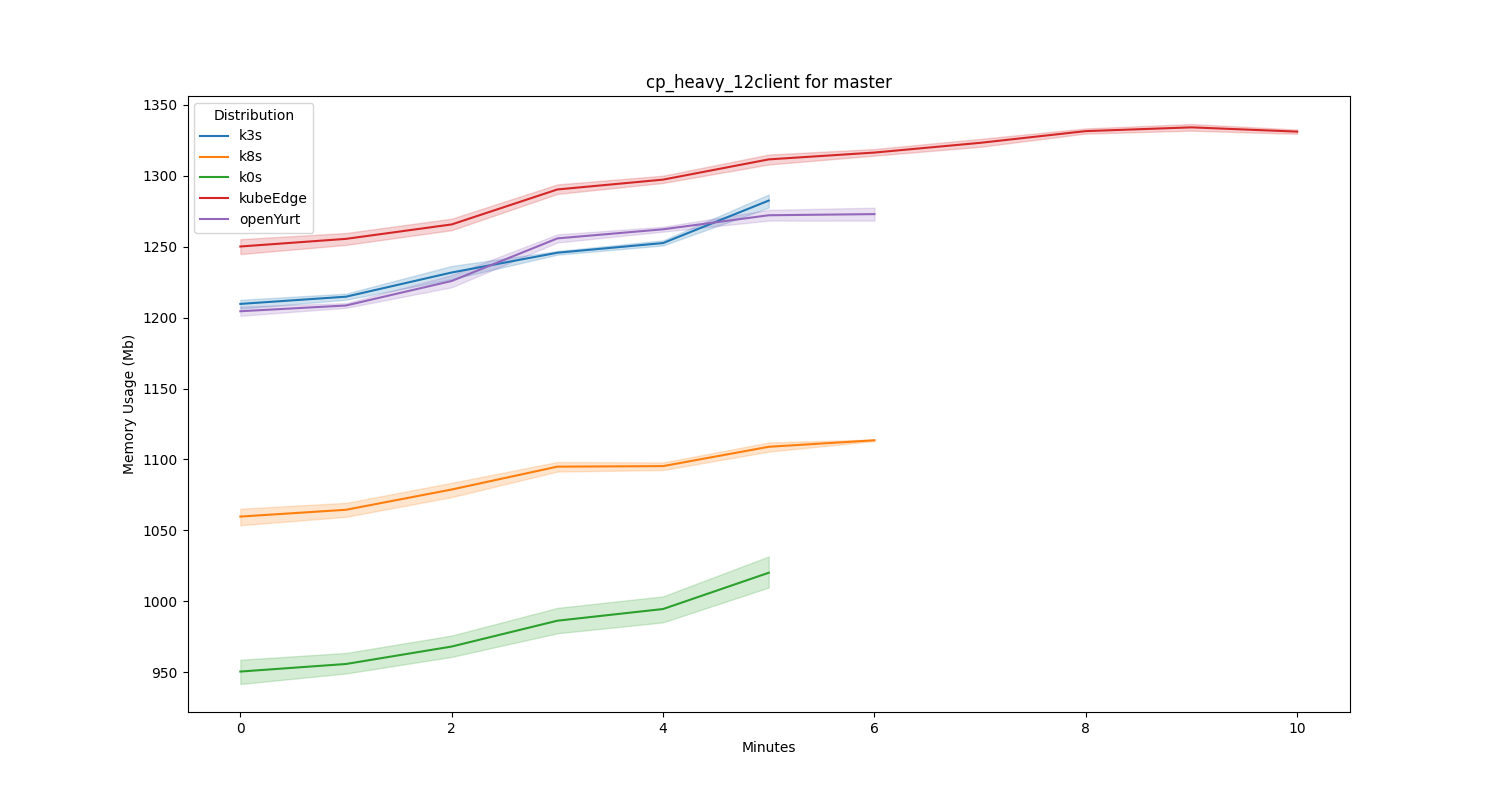 cp_heavy_12client for master
Distribution
k3s
k8s
k0s
kubeEdge
openYurt
1350
1300
1250
1200
1150
1100
1050
1000
950
Memory Usage (Mb)
0 2 4 6 8 10
Minutes